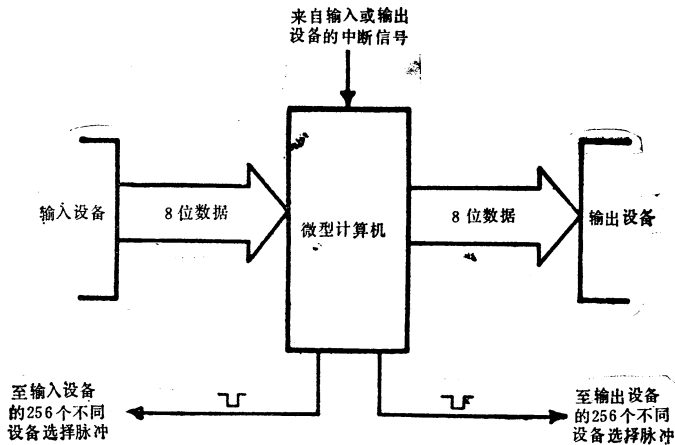 来自输入或输出
设备的中断信号
输入设备
8位数据
微型计算机
8位数据
输出设备
至输入设备
的256个不同
设备选择脉冲
至输出设备
的256个不同
设备选择脉冲